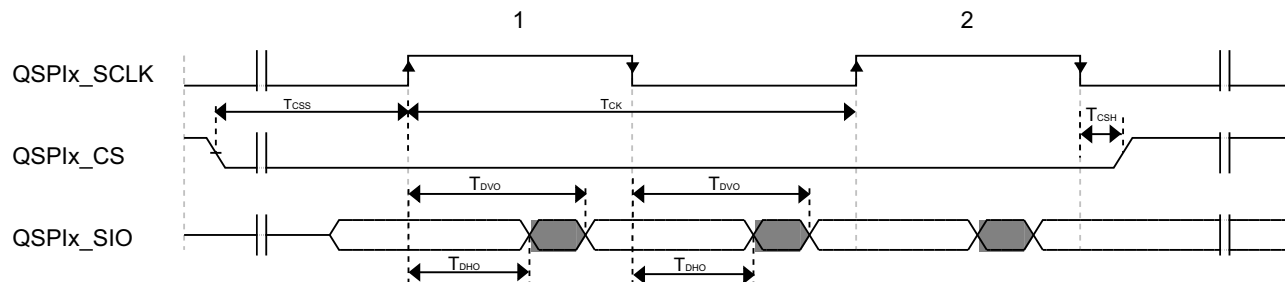 1 2
QSPIx_SCLK
TCSS TCK
TCSH
QSPIx_CS
TDVO TDVO
QSPIx_SIO
TDHO TDHO